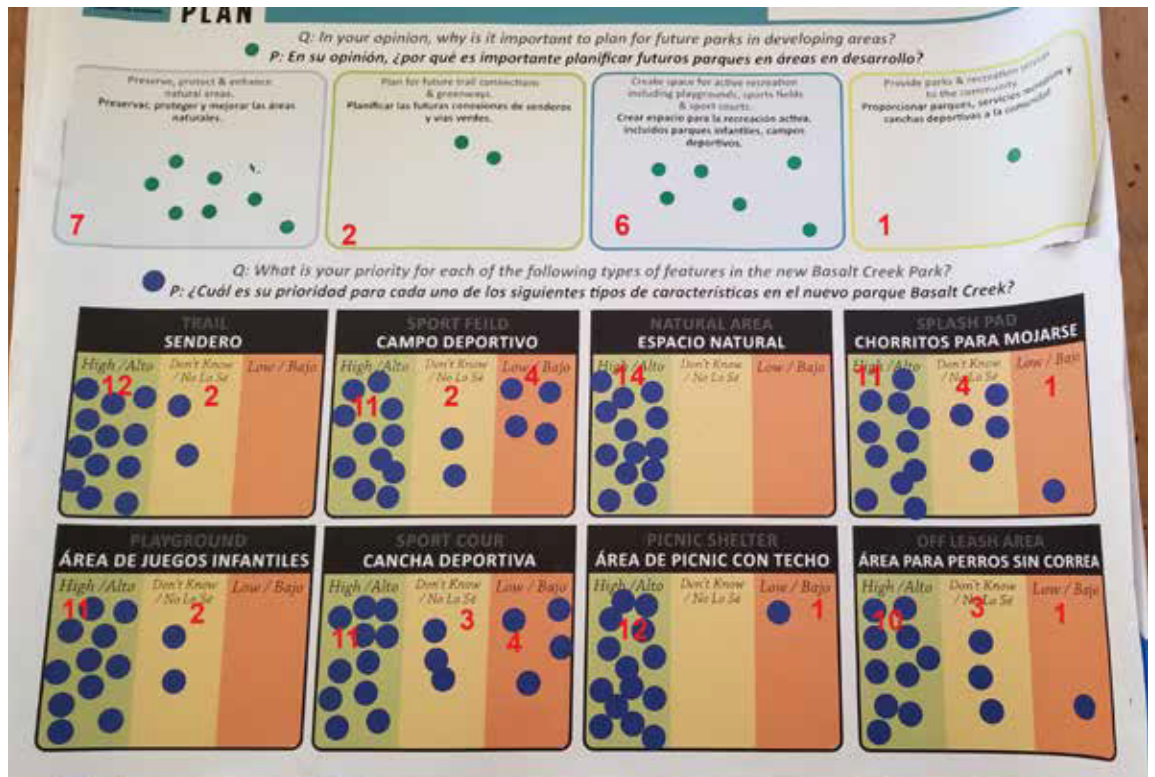 PLAN
Q: In your opinion, why is it important to plan for future parks in developing areas?
P: En su opinión, ¿por qué es importante planificar futuros parques en áreas en desarrollo?
Preserve, protect & enhance
natural areas.
Preservar, proteger y mejorar las áreas
naturales.
7
Plan for future trail connections
& greenways.
Planificar las futuras conexiones de senderos
y vías verdes.
2
Create space for active recreation
including playgrounds, sports fields
& sport courts.
Crear espacio para la recreación activa,
incluidos parques infantiles, campos
deportivos.
6
Provide parks & recreation
to the community
Proporcionar parques, servicios recreativos y
canchas deportivas a la comunidad
1
Q: What is your priority for each of the following types of features in the new Basalt Creek Park?
P: ¿Cuál es su prioridad para cada uno de los siguientes tipos de características en el nuevo parque Basalt Creek?
TRAIL
SENDERO
High /Alto Don't Know / No La Sé Low / Bajo
12 2
SPORT FEILD
CAMPO DEPORTIVO
High /Alto Don't Know / No La Sé Low / Bajo
11 2 4
NATURAL AREA
ESPACIO NATURAL
High /Alto Don't Know / No La Sé Low / Bajo
14
SPLASH PAD
CHORRITOS PARA MOJARSE
High /Alto Don't Know / No La Sé Low / Bajo
11 4 1
PLAYGROUND
ÁREA DE JUEGOS INFANTILES
High /Alto Don't Know / No La Sé Low / Bajo
11 2
SPORT COUR
CANCHA DEPORTIVA
High /Alto Don't Know / No La Sé Low / Bajo
11 3 4
PICNIC SHELTER
ÁREA DE PICNIC CON TECHO
High /Alto Don't Know / No La Sé Low / Bajo
12 1
OFF LEASH AREA
ÁREA PARA PERROS SIN CORREA
High /Alto Don't Know / No La Sé Low / Bajo
10 3 1